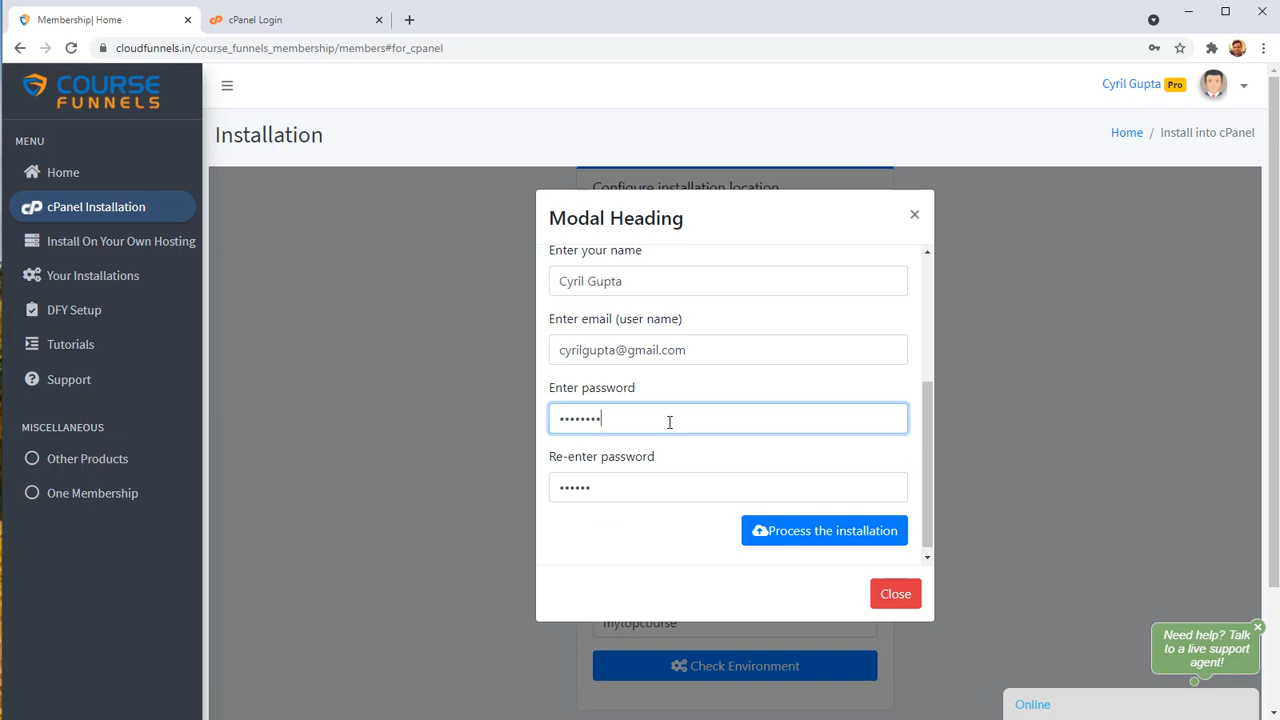 Membership| Home
cPanel Login
cloudfunnels.in/course_funnels_membership/members#for_cpanel
COURSE
FUNNELS
Cyril Gupta Pro
MENU
Installation
Home / Install into cPanel
Home
cPanel Installation
Install On Your Own Hosting
Your Installations
DFY Setup
Tutorials
Support
MISCELLANEOUS
Other Products
One Membership
Configure installation location
Modal Heading
Enter your name
Cyril Gupta
Enter email (user name)
cyrilgupta@gmail.com
Enter password
••••••••
Re-enter password
••••••
Process the installation
Close
mytopcourse
Check Environment
Need help? Talk
to a live support
agent!
Online